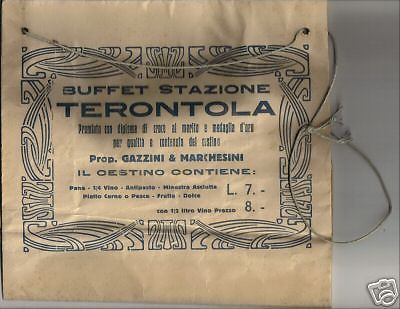 BUFFET STAZIONE
TERONTOLA
Premiato con diploma di croce al merito e medaglia d'oro
per qualità e contenuto del cestino
Prop. GAZZINI & MARCHESINI
IL CESTINO CONTIENE:
Pane - 1/4 Vino - Antipasto - Minestra Asciutta
Piatto Carne o Pesce - Frutta - Dolce
L. 7. -
con 1/2 litro Vino Prezzo 8. -